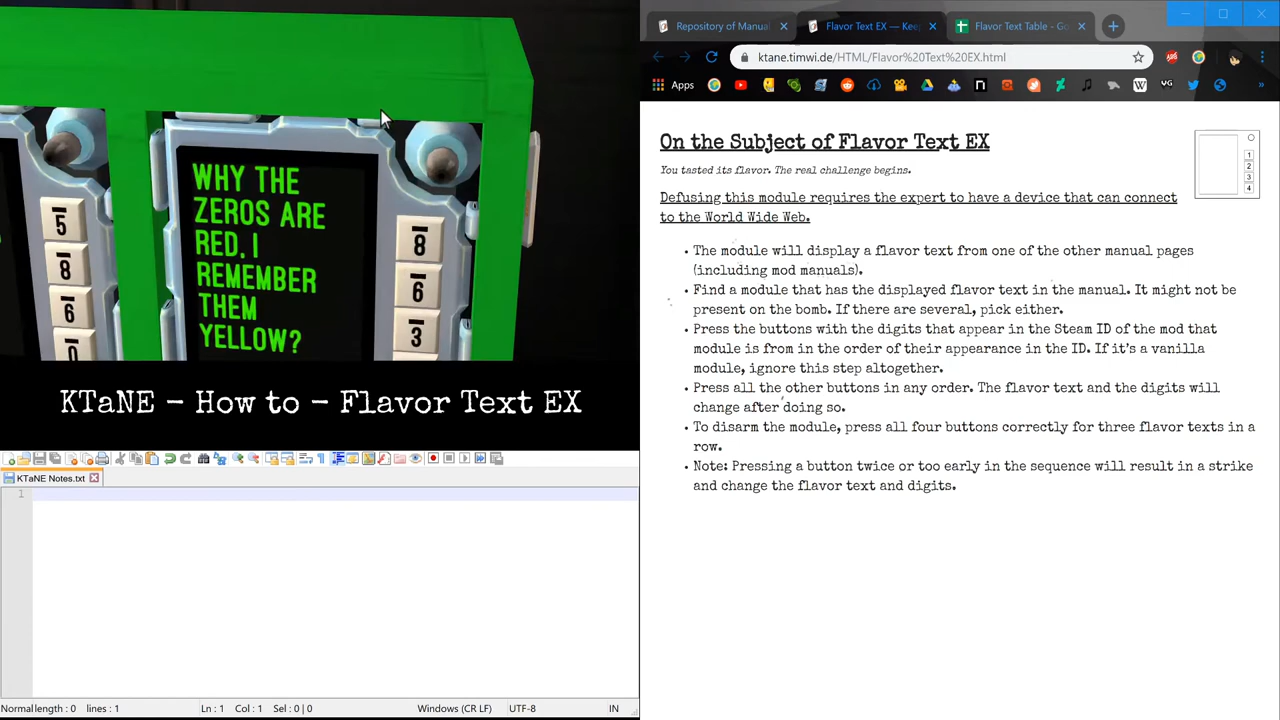 WHY THE
ZEROS ARE
RED, I
REMEMBER
THEM
YELLOW?
5
8
6
0
8
6
3
KTaNE - How to - Flavor Text EX
KTaNE Notes.txt
1
Normal length : 0 lines : 1
Ln : 1 Col : 1 Sel : 0 | 0
Windows (CR LF)
UTF-8
IN
Repository of Manual
Flavor Text EX — Keep
Flavor Text Table - Go
ktane.timwi.de/HTML/Flavor%20Text%20EX.html
Apps
On the Subject of Flavor Text EX
You tasted its flavor. The real challenge begins.
Defusing this module requires the expert to have a device that can connect
to the World Wide Web.
1
2
3
4
• The module will display a flavor text from one of the other manual pages
(including mod manuals).
• Find a module that has the displayed flavor text in the manual. It might not be
present on the bomb. If there are several, pick either.
• Press the buttons with the digits that appear in the Steam ID of the mod that
module is from in the order of their appearance in the ID. If it's a vanilla
module, ignore this step altogether.
• Press all the other buttons in any order. The flavor text and the digits will
change after doing so.
• To disarm the module, press all four buttons correctly for three flavor texts in a
row.
• Note: Pressing a button twice or too early in the sequence will result in a strike
and change the flavor text and digits.